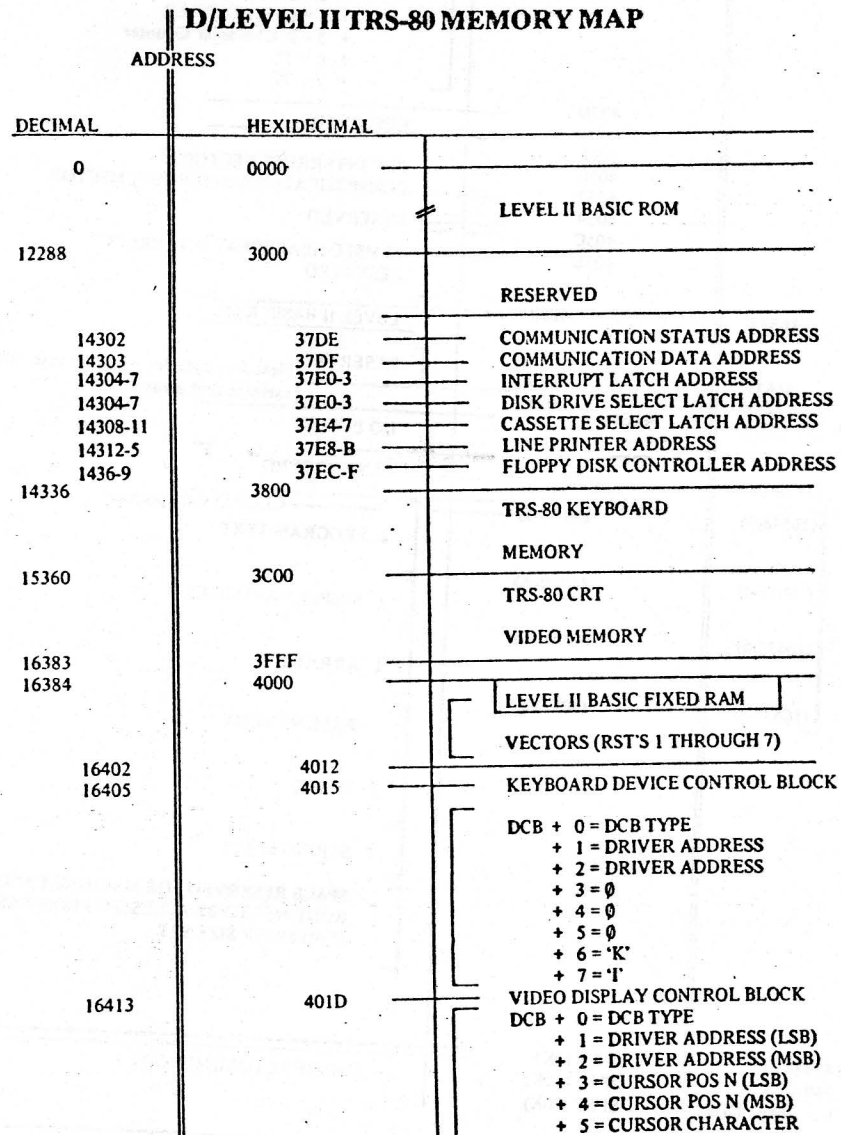 D/LEVEL II TRS-80 MEMORY MAP
ADDRESS
DECIMAL HEXIDECIMAL
0 0000
LEVEL II BASIC ROM
12288 3000
RESERVED
14302 37DE COMMUNICATION STATUS ADDRESS
14303 37DF COMMUNICATION DATA ADDRESS
14304-7 37E0-3 INTERRUPT LATCH ADDRESS
14304-7 37E0-3 DISK DRIVE SELECT LATCH ADDRESS
14308-11 37E4-7 CASSETTE SELECT LATCH ADDRESS
14312-5 37E8-B LINE PRINTER ADDRESS
1436-9 37EC-F FLOPPY DISK CONTROLLER ADDRESS
14336 3800
TRS-80 KEYBOARD
MEMORY
15360 3C00
TRS-80 CRT
VIDEO MEMORY
16383 3FFF
16384 4000
LEVEL II BASIC FIXED RAM
VECTORS (RST'S 1 THROUGH 7)
16402 4012
16405 4015 KEYBOARD DEVICE CONTROL BLOCK
DCB + 0 = DCB TYPE
+ 1 = DRIVER ADDRESS
+ 2 = DRIVER ADDRESS
+ 3 = Ø
+ 4 = Ø
+ 5 = Ø
+ 6 = 'K'
+ 7 = 'I'
16413 401D VIDEO DISPLAY CONTROL BLOCK
DCB + 0 = DCB TYPE
+ 1 = DRIVER ADDRESS (LSB)
+ 2 = DRIVER ADDRESS (MSB)
+ 3 = CURSOR POS N (LSB)
+ 4 = CURSOR POS N (MSB)
+ 5 = CURSOR CHARACTER